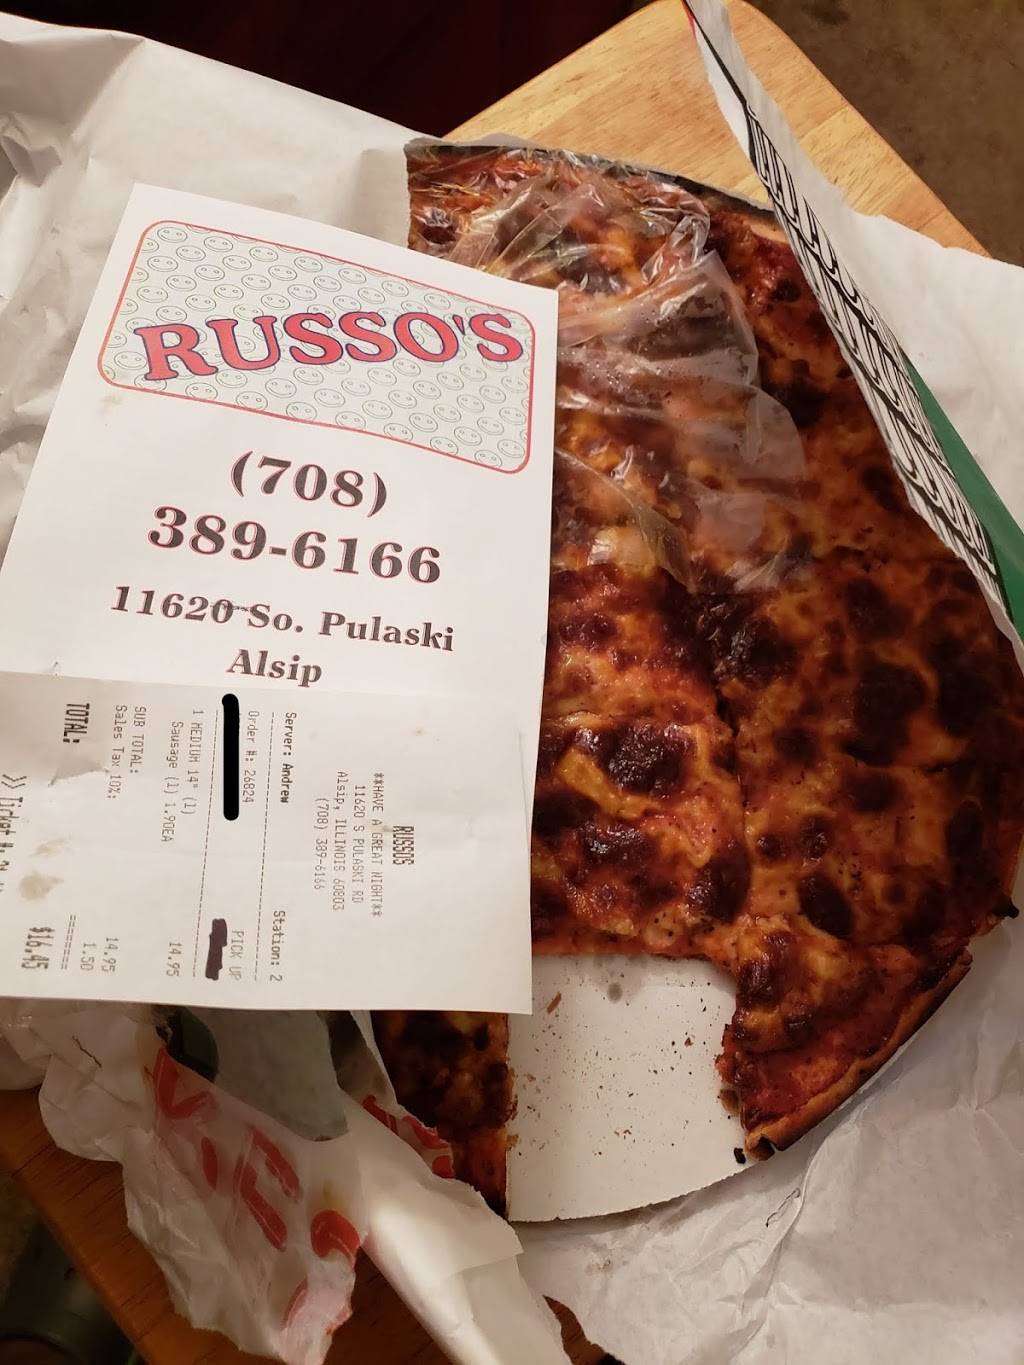 RUSSO'S
(708)
389-6166
11620 So. Pulaski
Alsip
RUSSOS
**HAVE A GREAT NIGHT**
11620 S PULASKI RD
Alsip, ILLINOIS 60803
(708) 389-6166
Server: Andrew Station: 2
Order #: 26824 PICK UP
1 MEDIUM 14" (1) 14.95
Sausage (1) 1.90EA
SUB TOTAL: 14.95
Sales Tax 10%: 1.50
TOTAL: $16.45
>> Ticket #: